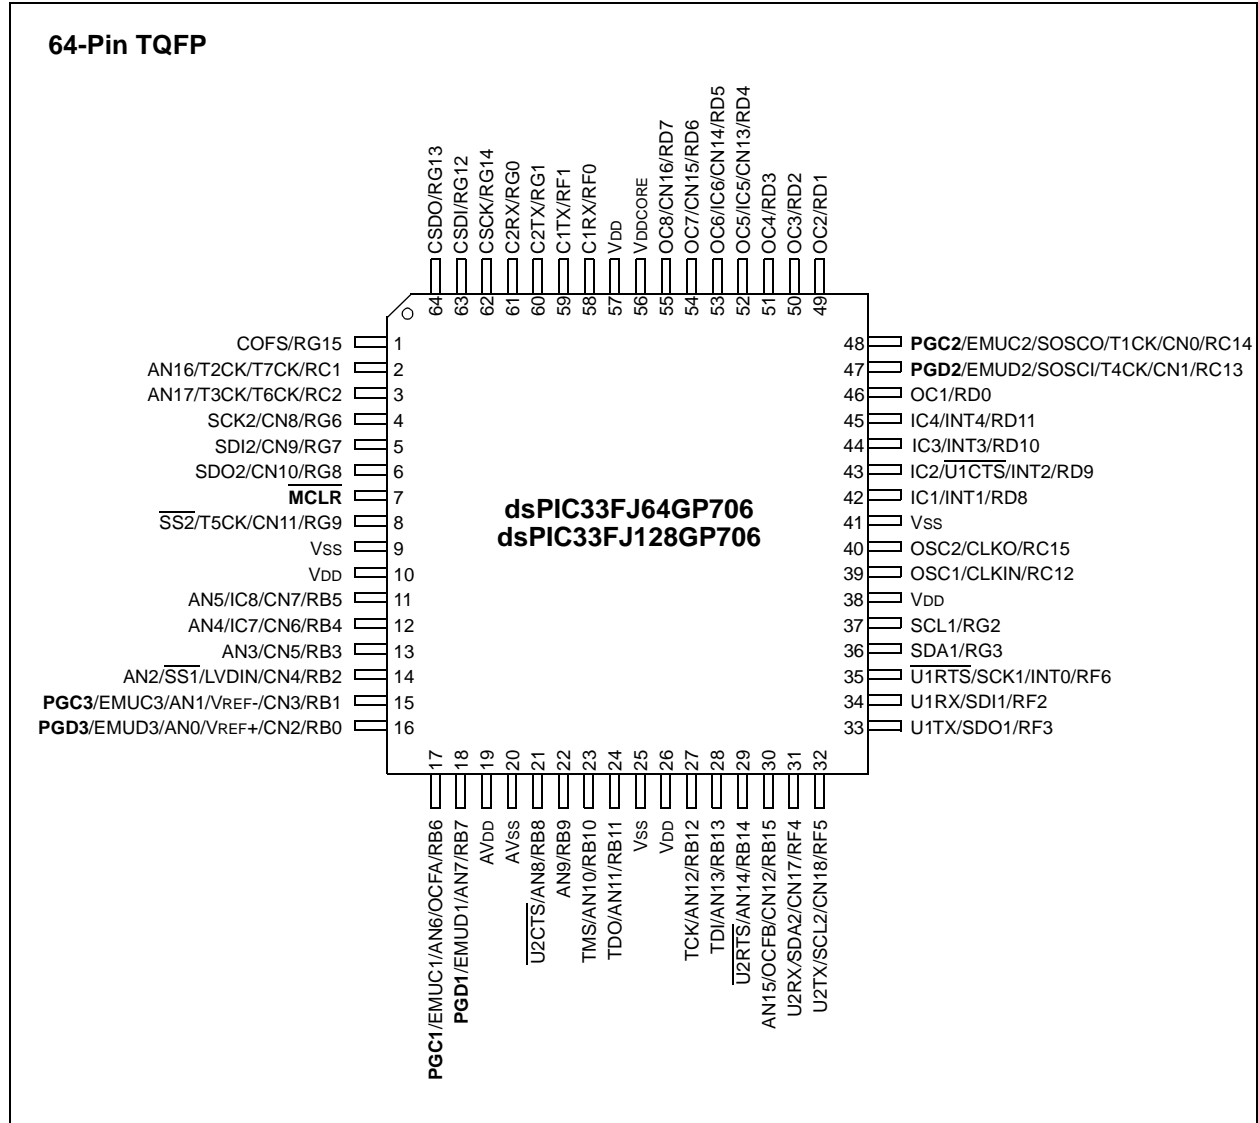 64-Pin TQFP
CSDO/RG13
CSDI/RG12
CSCK/RG14
C2RX/RG0
C2TX/RG1
C1TX/RF1
C1RX/RF0
VDD
VDDCORE
OC8/CN16/RD7
OC7/CN15/RD6
OC6/IC6/CN14/RD5
OC5/IC5/CN13/RD4
OC4/RD3
OC3/RD2
OC2/RD1
64 63 62 61 60 59 58 57 56 55 54 53 52 51 50 49
COFS/RG15 1
AN16/T2CK/T7CK/RC1 2
AN17/T3CK/T6CK/RC2 3
SCK2/CN8/RG6 4
SDI2/CN9/RG7 5
SDO2/CN10/RG8 6
MCLR 7
SS2/T5CK/CN11/RG9 8
VSS 9
VDD 10
AN5/IC8/CN7/RB5 11
AN4/IC7/CN6/RB4 12
AN3/CN5/RB3 13
AN2/SS1/LVDIN/CN4/RB2 14
PGC3/EMUC3/AN1/VREF-/CN3/RB1 15
PGD3/EMUD3/AN0/VREF+/CN2/RB0 16
dsPIC33FJ64GP706
dsPIC33FJ128GP706
48 PGC2/EMUC2/SOSCO/T1CK/CN0/RC14
47 PGD2/EMUD2/SOSCI/T4CK/CN1/RC13
46 OC1/RD0
45 IC4/INT4/RD11
44 IC3/INT3/RD10
43 IC2/U1CTS/INT2/RD9
42 IC1/INT1/RD8
41 VSS
40 OSC2/CLKO/RC15
39 OSC1/CLKIN/RC12
38 VDD
37 SCL1/RG2
36 SDA1/RG3
35 U1RTS/SCK1/INT0/RF6
34 U1RX/SDI1/RF2
33 U1TX/SDO1/RF3
17 18 19 20 21 22 23 24 25 26 27 28 29 30 31 32
PGC1/EMUC1/AN6/OCFA/RB6
PGD1/EMUD1/AN7/RB7
AVDD
AVSS
U2CTS/AN8/RB8
AN9/RB9
TMS/AN10/RB10
TDO/AN11/RB11
VSS
VDD
TCK/AN12/RB12
TDI/AN13/RB13
U2RTS/AN14/RB14
AN15/OCFB/CN12/RB15
U2RX/SDA2/CN17/RF4
U2TX/SCL2/CN18/RF5